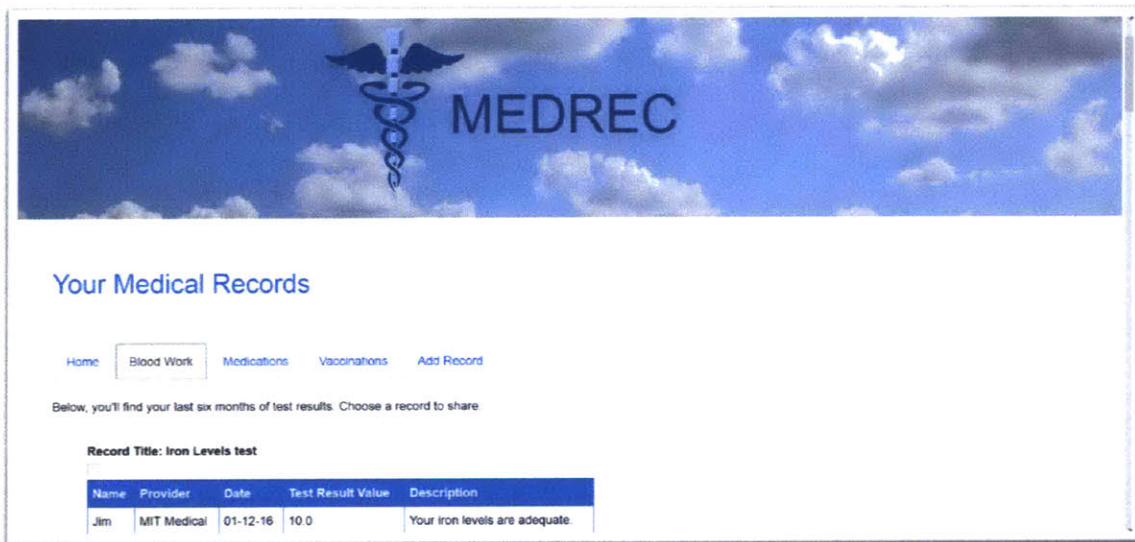 MEDREC
Your Medical Records
Home Blood Work Medications Vaccinations Add Record
Below, you'll find your last six months of test results. Choose a record to share.
Record Title: Iron Levels test
Name Provider Date Test Result Value Description
Jim MIT Medical 01-12-16 10.0 Your iron levels are adequate.